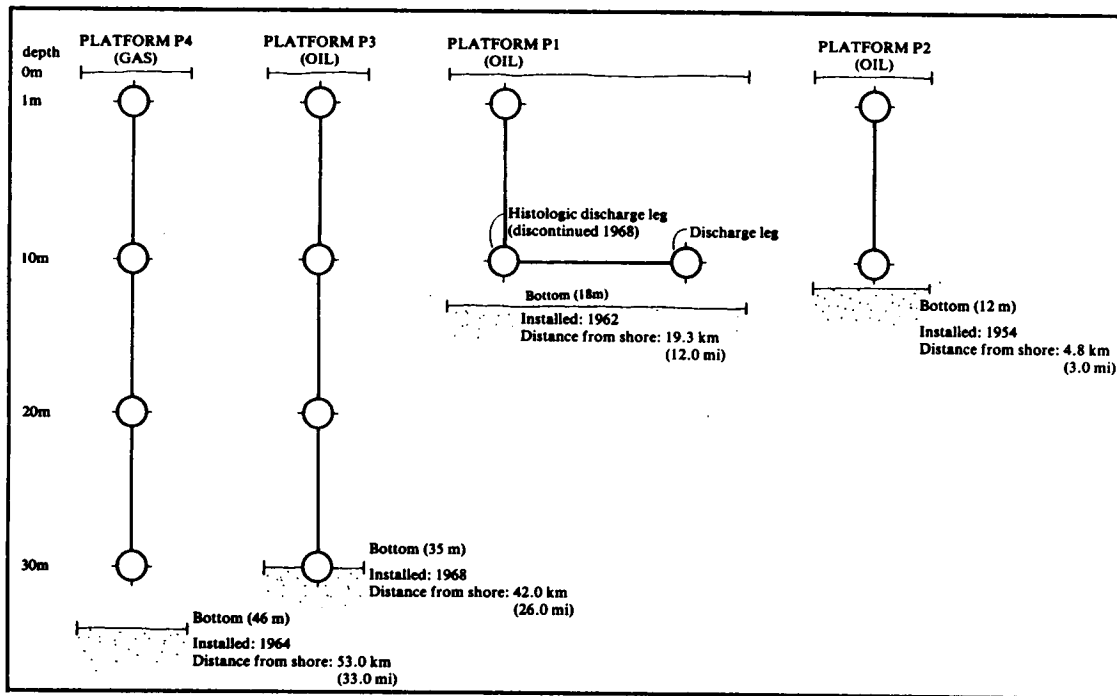 depth
0m
1m
10m
20m
30m
PLATFORM P4
(GAS)
Bottom (46 m)
Installed: 1964
Distance from shore: 53.0 km
(33.0 mi)
PLATFORM P3
(OIL)
Bottom (35 m)
Installed: 1968
Distance from shore: 42.0 km
(26.0 mi)
PLATFORM P1
(OIL)
Histologic discharge leg
(discontinued 1968)
Discharge leg
Bottom (18m)
Installed: 1962
Distance from shore: 19.3 km
(12.0 mi)
PLATFORM P2
(OIL)
Bottom (12 m)
Installed: 1954
Distance from shore: 4.8 km
(3.0 mi)